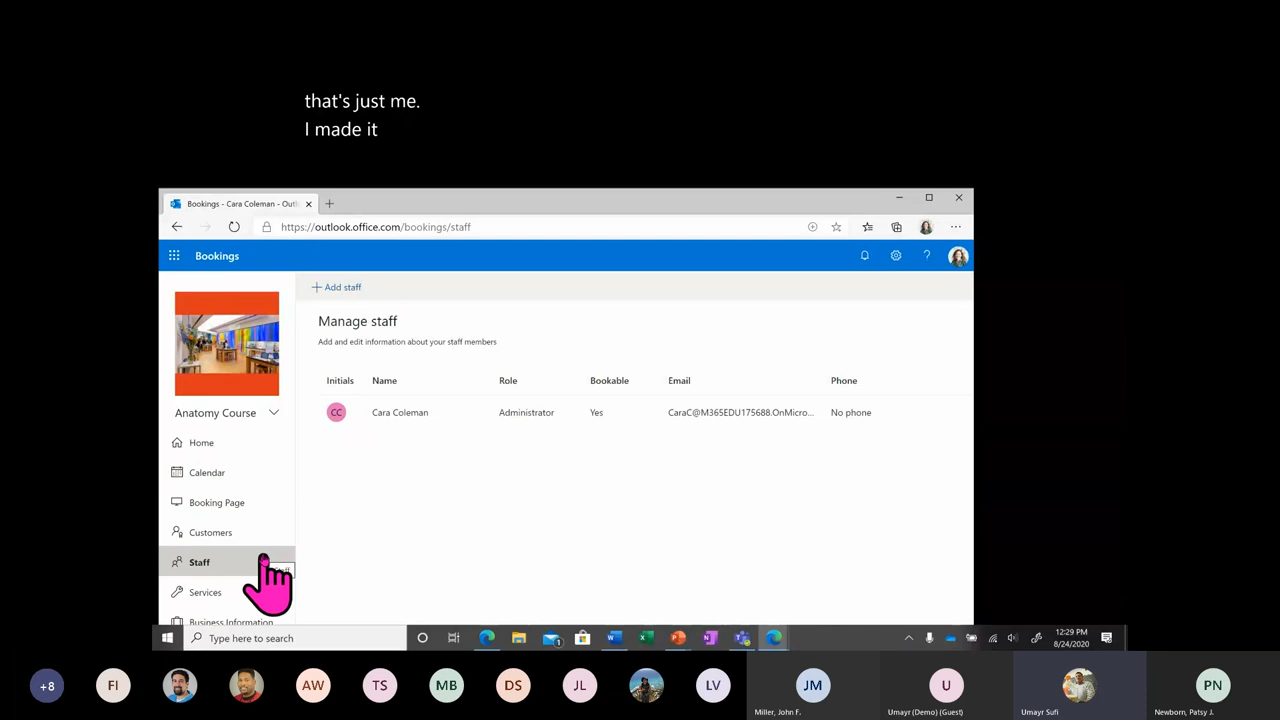 that's just me.
I made it
Bookings - Cara Coleman - Outl
https://outlook.office.com/bookings/staff
Bookings
Add staff
Manage staff
Add and edit information about your staff members
Initials Name Role Bookable Email Phone
CC Cara Coleman Administrator Yes CaraC@M365EDU175688.OnMicro... No phone
Anatomy Course
Home
Calendar
Booking Page
Customers
Staff
Services
Business Information
Type here to search
12:29 PM
8/24/2020
+8 FI AW TS MB DS JL LV JM U PN
Miller, John F. Umayr (Demo) (Guest) Umayr Sufi Newborn, Patsy J.